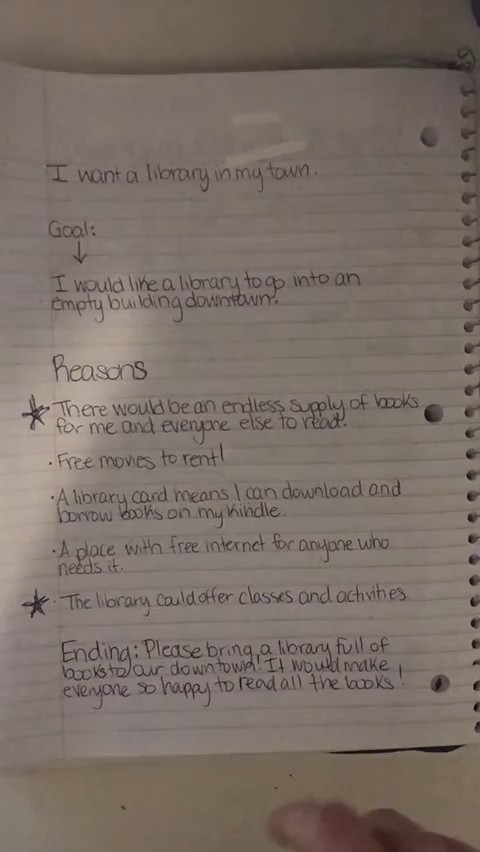 I want a library in my town.
Goal:
↓
I would like a library to go into an
empty building downtown.
Reasons
★ There would be an endless supply of books
for me and everyone else to read!
· Free movies to rent!
· A library card means I can download and
borrow books on my Kindle.
· A place with free internet for anyone who
needs it.
★ · The library could offer classes and activities.
Ending: Please bring a library full of
books to our downtown! It would make
everyone so happy to read all the books!